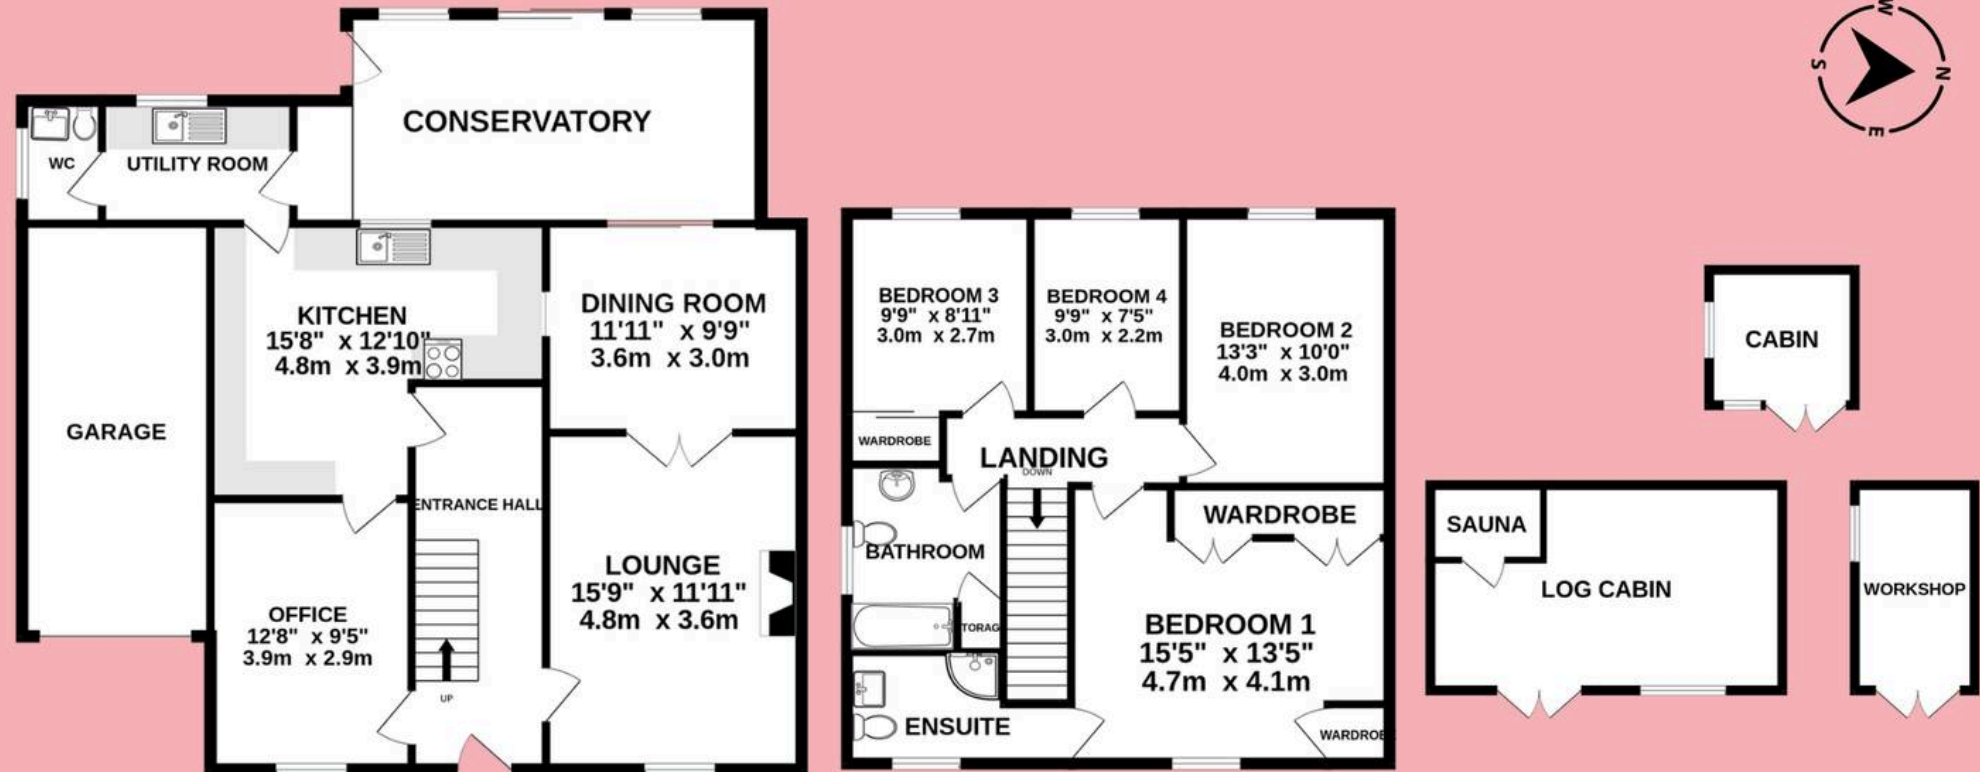 CONSERVATORY
WC
UTILITY ROOM
KITCHEN
15'8" x 12'10"
4.8m x 3.9m
DINING ROOM
11'11" x 9'9"
3.6m x 3.0m
GARAGE
ENTRANCE HALL
LOUNGE
15'9" x 11'11"
4.8m x 3.6m
OFFICE
12'8" x 9'5"
3.9m x 2.9m
UP
BEDROOM 3
9'9" x 8'11"
3.0m x 2.7m
BEDROOM 4
9'9" x 7'5"
3.0m x 2.2m
BEDROOM 2
13'3" x 10'0"
4.0m x 3.0m
WARDROBE
LANDING
DOWN
WARDROBE
BATHROOM
TORAG
BEDROOM 1
15'5" x 13'5"
4.7m x 4.1m
ENSUITE
WARDROBE
W
S
N
E
CABIN
SAUNA
LOG CABIN
WORKSHOP